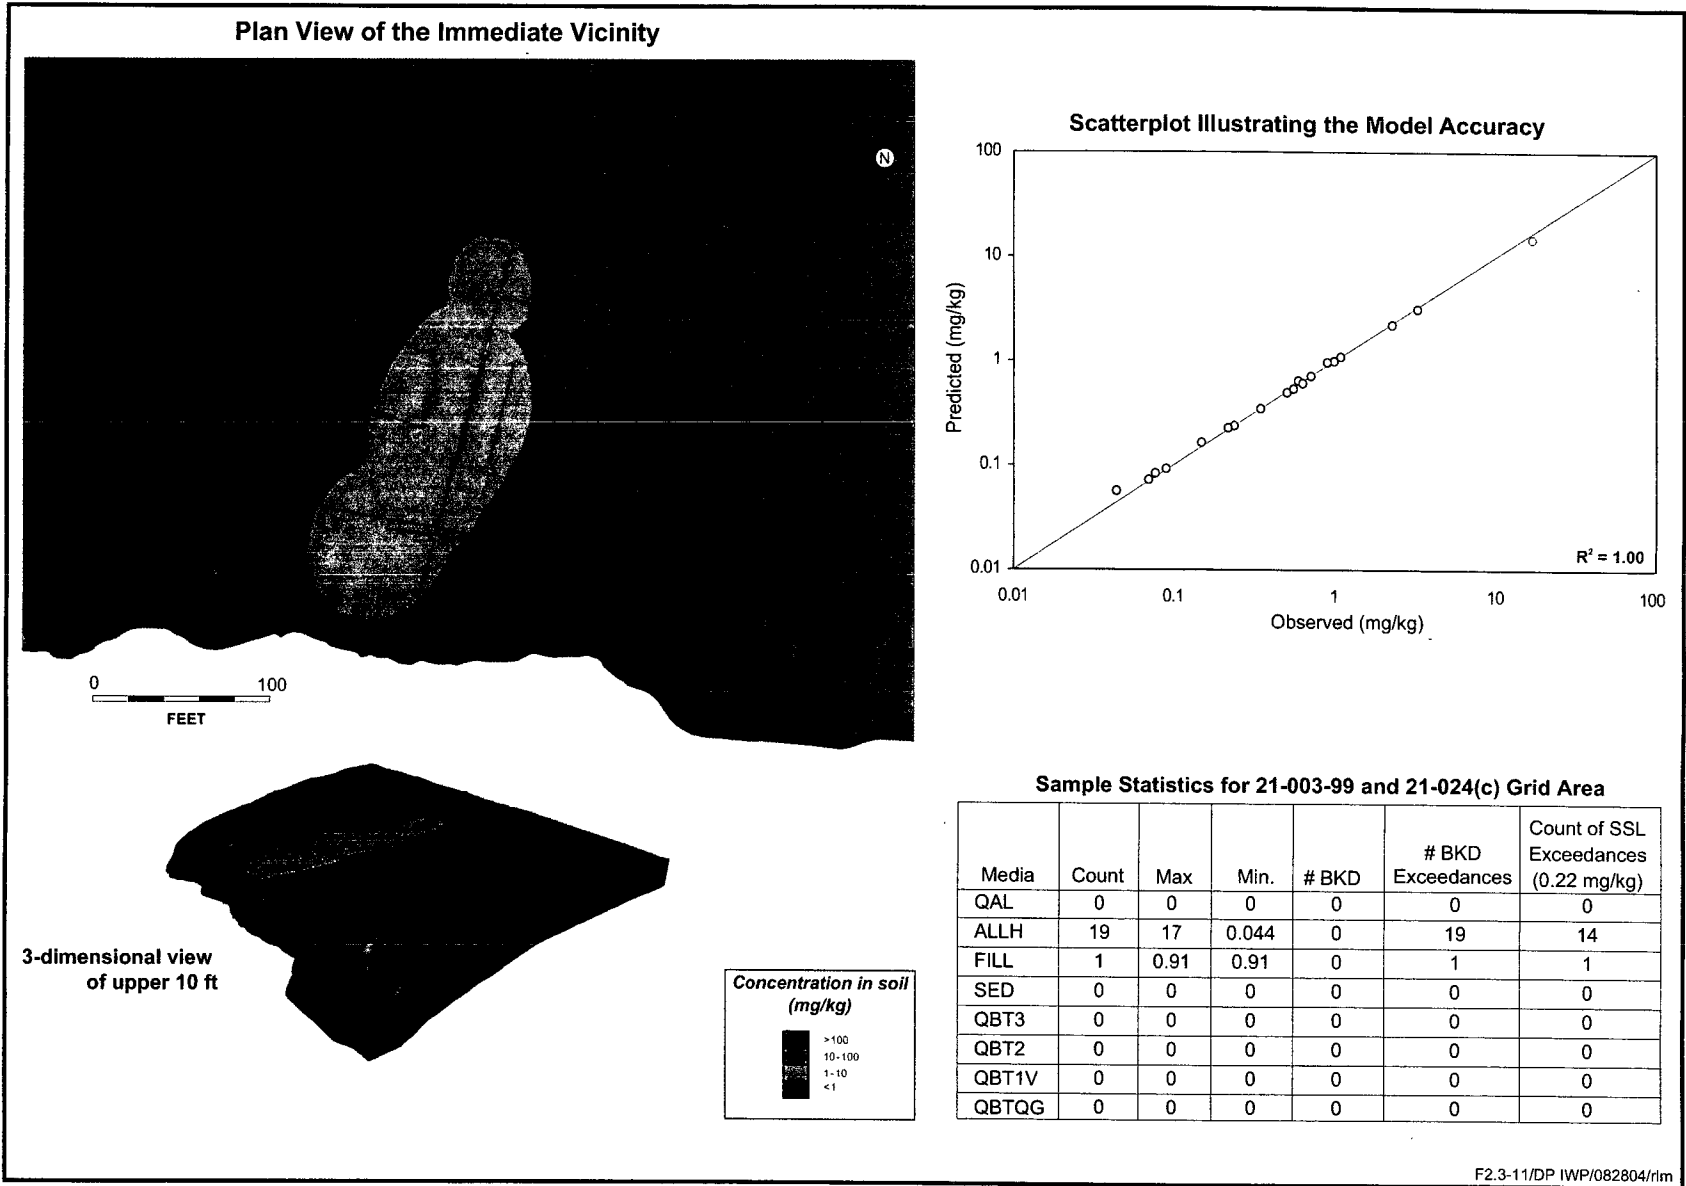 Plan View of the Immediate Vicinity
N
0 100
FEET
3-dimensional view
of upper 10 ft
Concentration in soil
(mg/kg)
>100
10-100
1-10
<1
Scatterplot Illustrating the Model Accuracy
100
10
1
0.1
0.01
Predicted (mg/kg)
0.01 0.1 1 10 100
Observed (mg/kg)
R² = 1.00
Sample Statistics for 21-003-99 and 21-024(c) Grid Area
Media Count Max Min. # BKD # BKD Exceedances Count of SSL Exceedances (0.22 mg/kg)
QAL 0 0 0 0 0 0
ALLH 19 17 0.044 0 19 14
FILL 1 0.91 0.91 0 1 1
SED 0 0 0 0 0 0
QBT3 0 0 0 0 0 0
QBT2 0 0 0 0 0 0
QBT1V 0 0 0 0 0 0
QBTQG 0 0 0 0 0 0
F2.3-11/DP IWP/082804/rlm